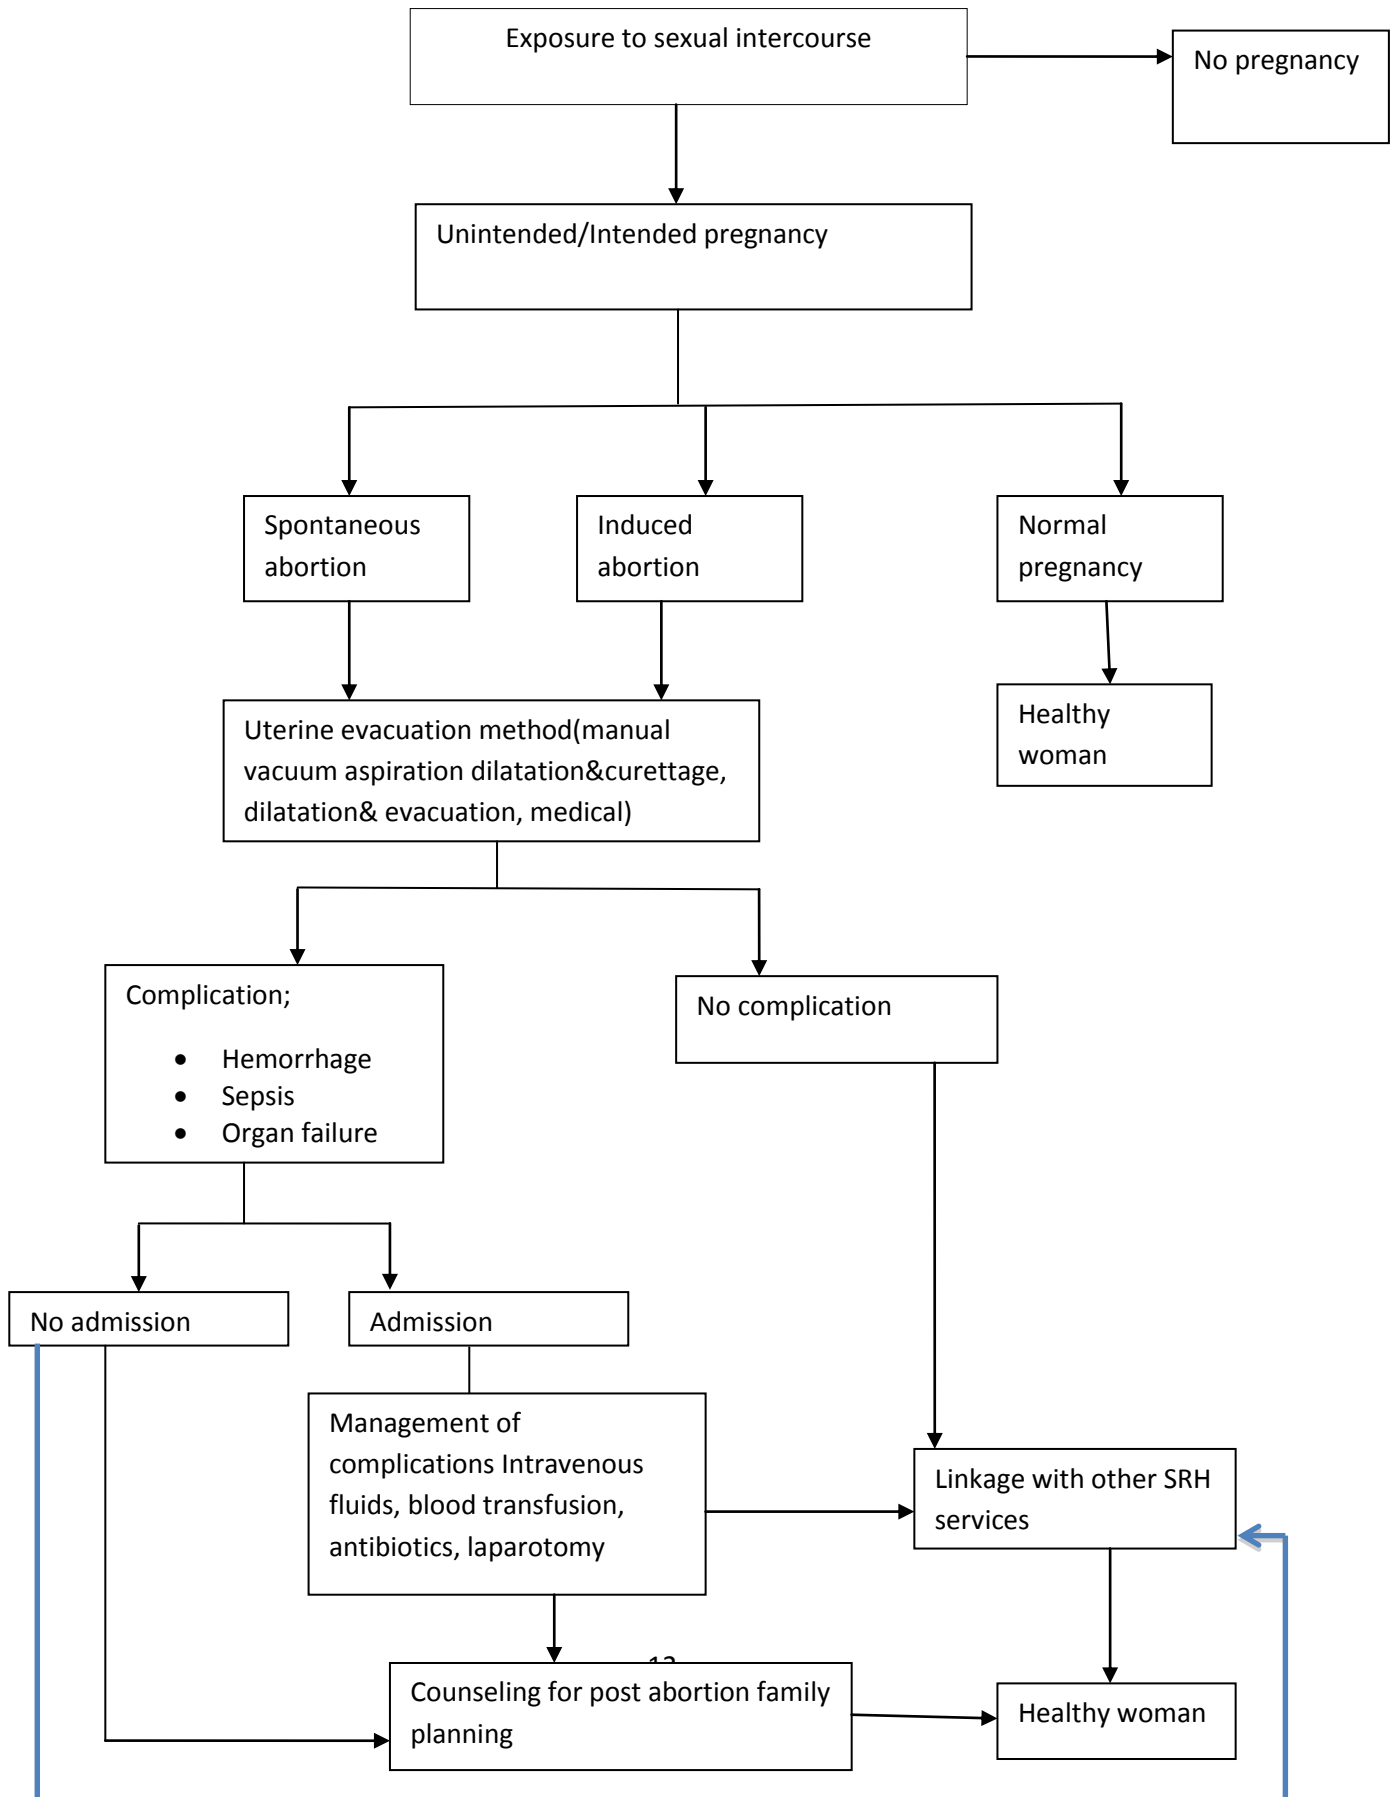 Exposure to sexual intercourse
No pregnancy
Unintended/Intended pregnancy
Spontaneous
abortion
Induced
abortion
Normal
pregnancy
Healthy
woman
Uterine evacuation method(manual
vacuum aspiration dilatation&curettage,
dilatation& evacuation, medical)
Complication;
• Hemorrhage
• Sepsis
• Organ failure
No complication
No admission
Admission
Management of
complications Intravenous
fluids, blood transfusion,
antibiotics, laparotomy
Linkage with other SRH
services
Counseling for post abortion family
planning
Healthy woman